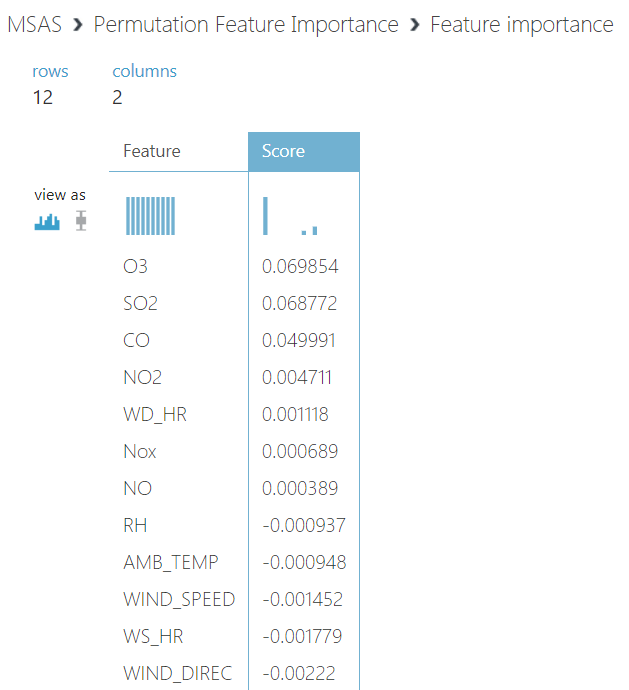 MSAS > Permutation Feature Importance > Feature importance
rows columns
12 2
Feature Score
view as
O3 0.069854
SO2 0.068772
CO 0.049991
NO2 0.004711
WD_HR 0.001118
Nox 0.000689
NO 0.000389
RH -0.000937
AMB_TEMP -0.000948
WIND_SPEED -0.001452
WS_HR -0.001779
WIND_DIREC -0.00222